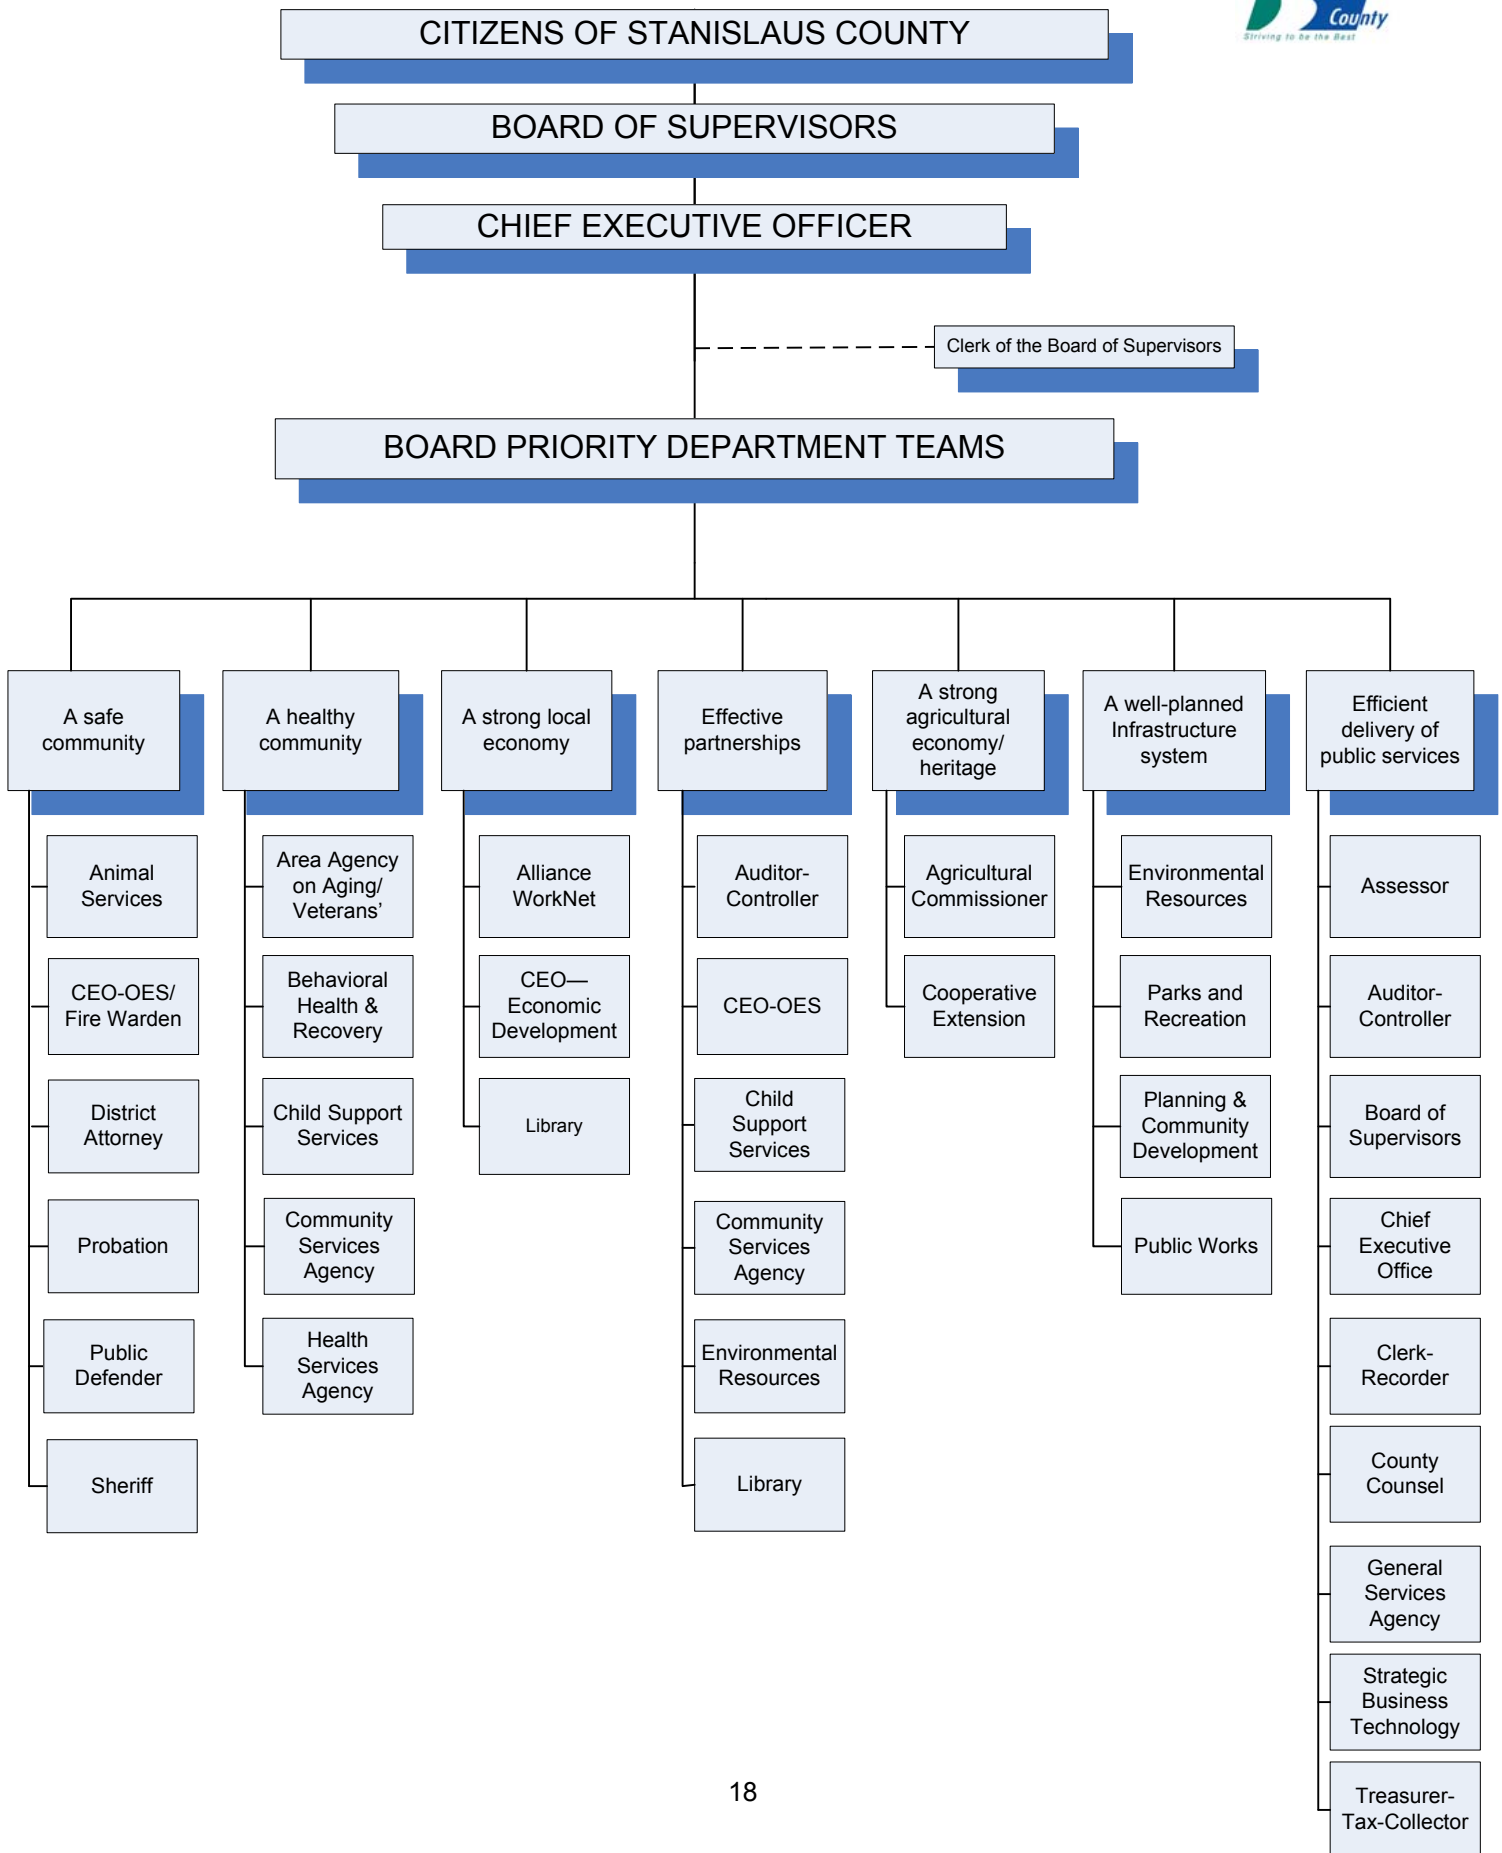 County
Striving to be the Best
CITIZENS OF STANISLAUS COUNTY
BOARD OF SUPERVISORS
CHIEF EXECUTIVE OFFICER
Clerk of the Board of Supervisors
BOARD PRIORITY DEPARTMENT TEAMS
A safe
community
Animal
Services
CEO-OES/
Fire Warden
District
Attorney
Probation
Public
Defender
Sheriff
A healthy
community
Area Agency
on Aging/
Veterans’
Behavioral
Health &
Recovery
Child Support
Services
Community
Services
Agency
Health
Services
Agency
A strong local
economy
Alliance
WorkNet
CEO—
Economic
Development
Library
Effective
partnerships
Auditor-
Controller
CEO-OES
Child
Support
Services
Community
Services
Agency
Environmental
Resources
Library
A strong
agricultural
economy/
heritage
Agricultural
Commissioner
Cooperative
Extension
A well-planned
Infrastructure
system
Environmental
Resources
Parks and
Recreation
Planning &
Community
Development
Public Works
Efficient
delivery of
public services
Assessor
Auditor-
Controller
Board of
Supervisors
Chief
Executive
Office
Clerk-
Recorder
County
Counsel
General
Services
Agency
Strategic
Business
Technology
Treasurer-
Tax-Collector
18